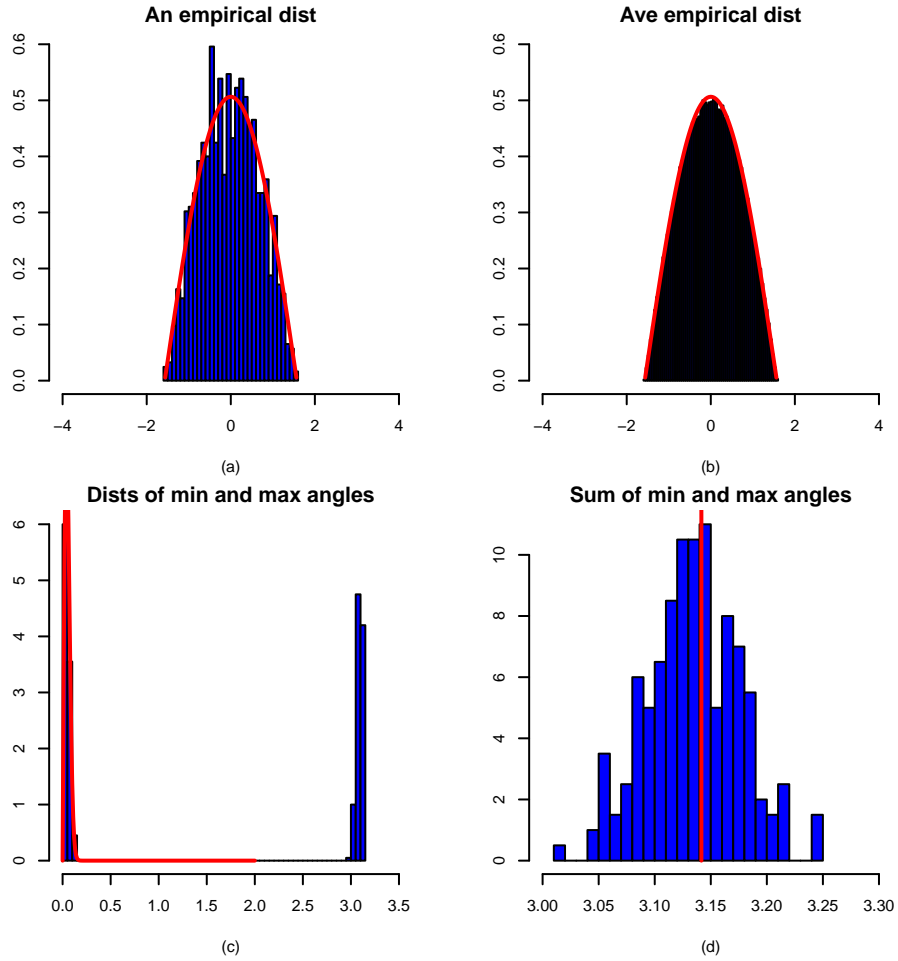 An empirical dist
0.0 0.1 0.2 0.3 0.4 0.5 0.6
−4 −2 0 2 4
(a)
Ave empirical dist
0.0 0.1 0.2 0.3 0.4 0.5 0.6
−4 −2 0 2 4
(b)
Dists of min and max angles
0 1 2 3 4 5 6
0.0 0.5 1.0 1.5 2.0 2.5 3.0 3.5
(c)
Sum of min and max angles
0 2 4 6 8 10
3.00 3.05 3.10 3.15 3.20 3.25 3.30
(d)